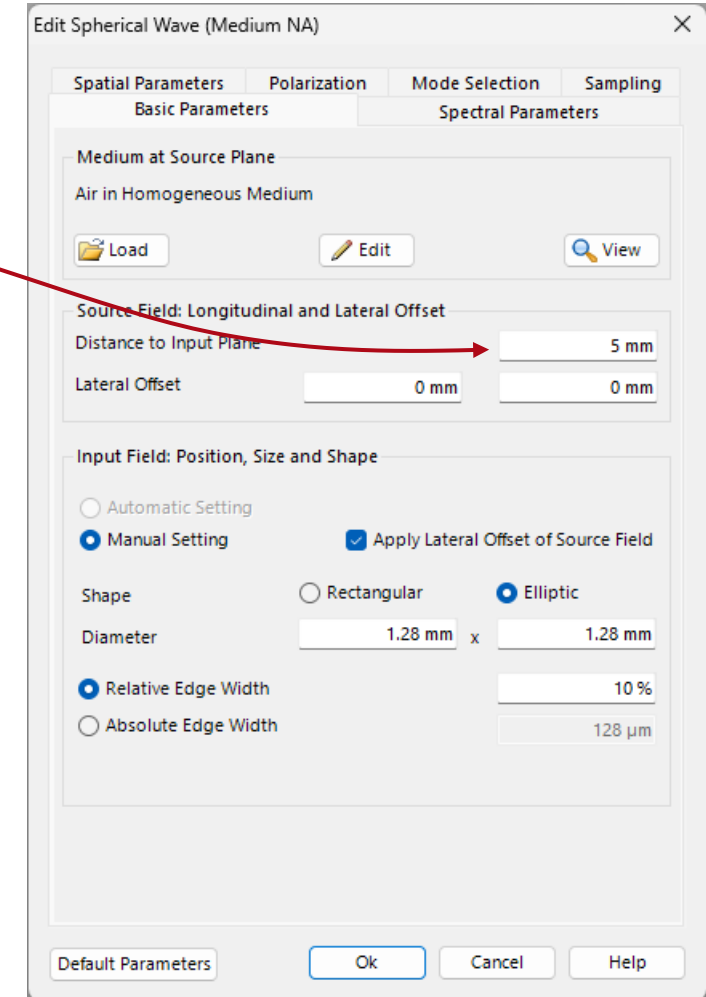 Edit Spherical Wave (Medium NA)
Spatial Parameters Polarization Mode Selection Sampling
Basic Parameters Spectral Parameters
Medium at Source Plane
Air in Homogeneous Medium
Load Edit View
Source Field: Longitudinal and Lateral Offset
Distance to Input Plane 5 mm
Lateral Offset 0 mm 0 mm
Input Field: Position, Size and Shape
Automatic Setting
Manual Setting Apply Lateral Offset of Source Field
Shape Rectangular Elliptic
Diameter 1.28 mm x 1.28 mm
Relative Edge Width 10 %
Absolute Edge Width 128 µm
Default Parameters Ok Cancel Help